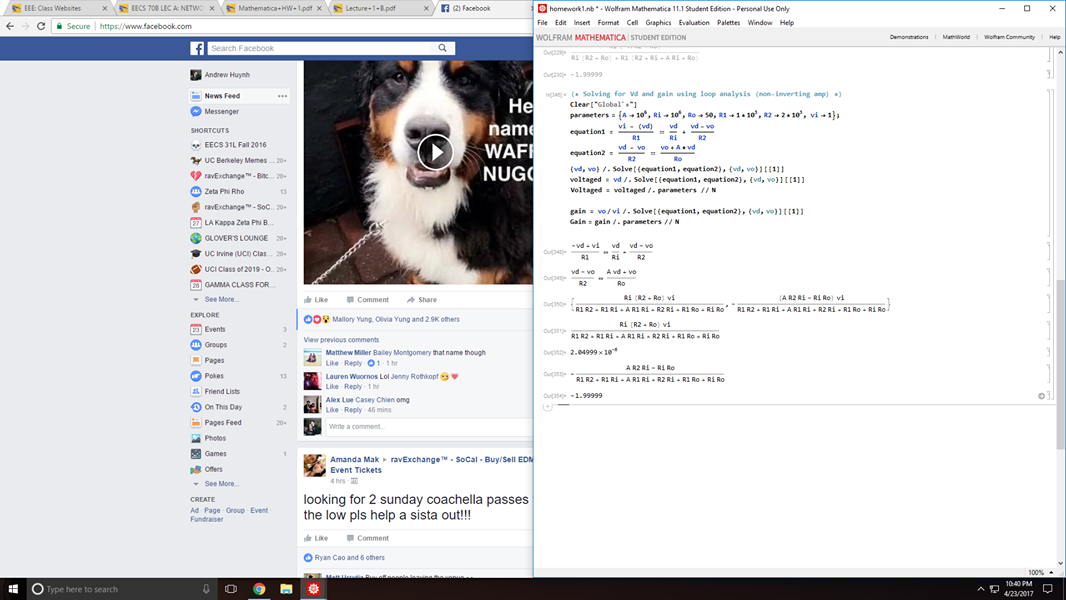 EEE: Class Websites
EECS 70B LEC A: NETWO
Mathematica+HW+1.pdf
Lecture+1+B.pdf
(2) Facebook
Secure
https://www.facebook.com
Search Facebook
Andrew Huynh
News Feed
Messenger
SHORTCUTS
EECS 31L Fall 2016
UC Berkeley Memes ... 20+
ravExchange™ - Bitc... 20+
Zeta Phi Rho 13
ravExchange™ - SoC... 20+
LA Kappa Zeta Phi B...
GLOVER'S LOUNGE 20+
UC Irvine (UCI) Clas... 20+
UCI Class of 2019 - O... 20+
GAMMA CLASS FOR...
See More...
EXPLORE
Events 3
Groups 2
Pages
Pokes 13
Friend Lists
On This Day 2
Pages Feed 20+
Photos
Games 1
Offers
See More...
CREATE
Ad · Page · Group · Event ·
Fundraiser
He
name
WAFF
NUGG
Like Comment Share
Mallory Yung, Olivia Yung and 2.9K others
View previous comments
Matthew Miller Bailey Montgomery that name though
Like · Reply · 1 · 1 hr
Lauren Wuornos Lol Jenny Rothkopf
Like · Reply · 1 hr
Alex Lue Casey Chien omg
Like · Reply · 46 mins
Write a comment...
Amanda Mak ▸ ravExchange™ - SoCal - Buy/Sell EDM
Event Tickets
4 hrs ·
looking for 2 sunday coachella passes
the low pls help a sista out!!!
Like Comment
Ryan Cao and 6 others
homework1.nb * - Wolfram Mathematica 11.1 Student Edition - Personal Use Only
File Edit Insert Format Cell Graphics Evaluation Palettes Window Help
WOLFRAM MATHEMATICA | STUDENT EDITION
Demonstrations MathWorld Wolfram Community Help
Out[229]=
Ri (R2 + Ro) + R1 (R2 + Ri + A Ri + Ro)
Out[230]= -1.99999
In[346]:= (* Solving for Vd and gain using loop analysis (non-inverting amp) *)
Clear["Global`*"]
parameters = {A → 10^6, Ri → 10^6, Ro → 50, R1 → 1*10^5, R2 → 2*10^5, vi → 1};
equation1 = (vi - (vd))/R1 == vd/Ri + (vd - vo)/R2
equation2 = (vd - vo)/R2 == (vo + A*vd)/Ro
{vd, vo} /. Solve[{equation1, equation2}, {vd, vo}][[1]]
voltaged = vd /. Solve[{equation1, equation2}, {vd, vo}][[1]]
Voltaged = voltaged /. parameters // N
gain = vo/vi /. Solve[{equation1, equation2}, {vd, vo}][[1]]
Gain = gain /. parameters // N
Out[348]= (-vd + vi)/R1 == vd/Ri + (vd - vo)/R2
Out[349]= (vd - vo)/R2 == (A vd + vo)/Ro
Out[350]= {Ri (R2 + Ro) vi/(R1 R2 + R1 Ri + A R1 Ri + R2 Ri + R1 Ro + Ri Ro), -(A R2 Ri - Ri Ro) vi/(R1 R2 + R1 Ri + A R1 Ri + R2 Ri + R1 Ro + Ri Ro)}
Out[351]= Ri (R2 + Ro) vi/(R1 R2 + R1 Ri + A R1 Ri + R2 Ri + R1 Ro + Ri Ro)
Out[352]= 2.04999 × 10^-6
Out[353]= -(A R2 Ri - Ri Ro)/(R1 R2 + R1 Ri + A R1 Ri + R2 Ri + R1 Ro + Ri Ro)
Out[354]= -1.99999
100%
Type here to search
10:40 PM
4/23/2017